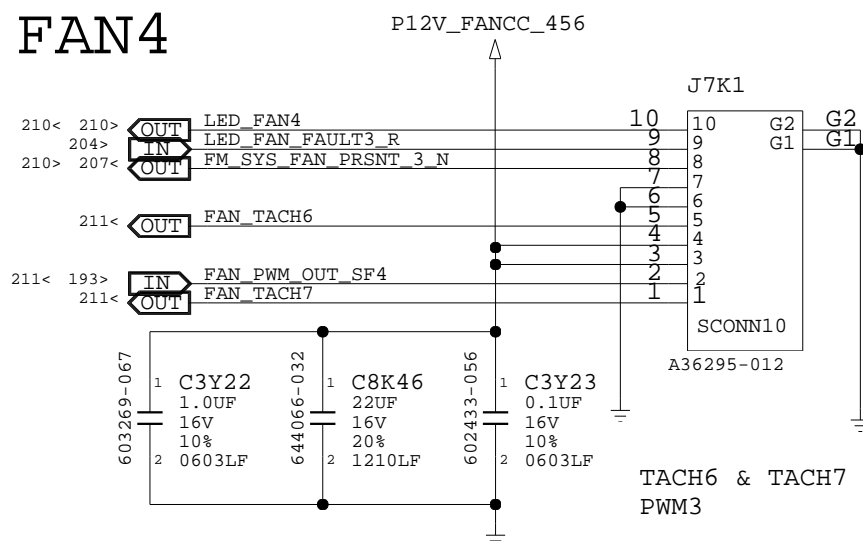 FAN4
P12V_FANCC_456
J7K1
210< 210> OUT LED_FAN4 10 10 G2 G2
204> IN LED_FAN_FAULT3_R 9 9 G1 G1
210> 207< OUT FM_SYS_FAN_PRSNT_3_N 8 8
7 7
6 6
211< OUT FAN_TACH6 5 5
4 4
3 3
211< 193> IN FAN_PWM_OUT_SF4 2 2
211< OUT FAN_TACH7 1 1
SCONN10
A36295-012
603269-067
1 C3Y22
1.0UF
16V
10%
2 0603LF
644066-032
1 C8K46
22UF
16V
20%
2 1210LF
602433-056
1 C3Y23
0.1UF
16V
10%
2 0603LF
TACH6 & TACH7
PWM3